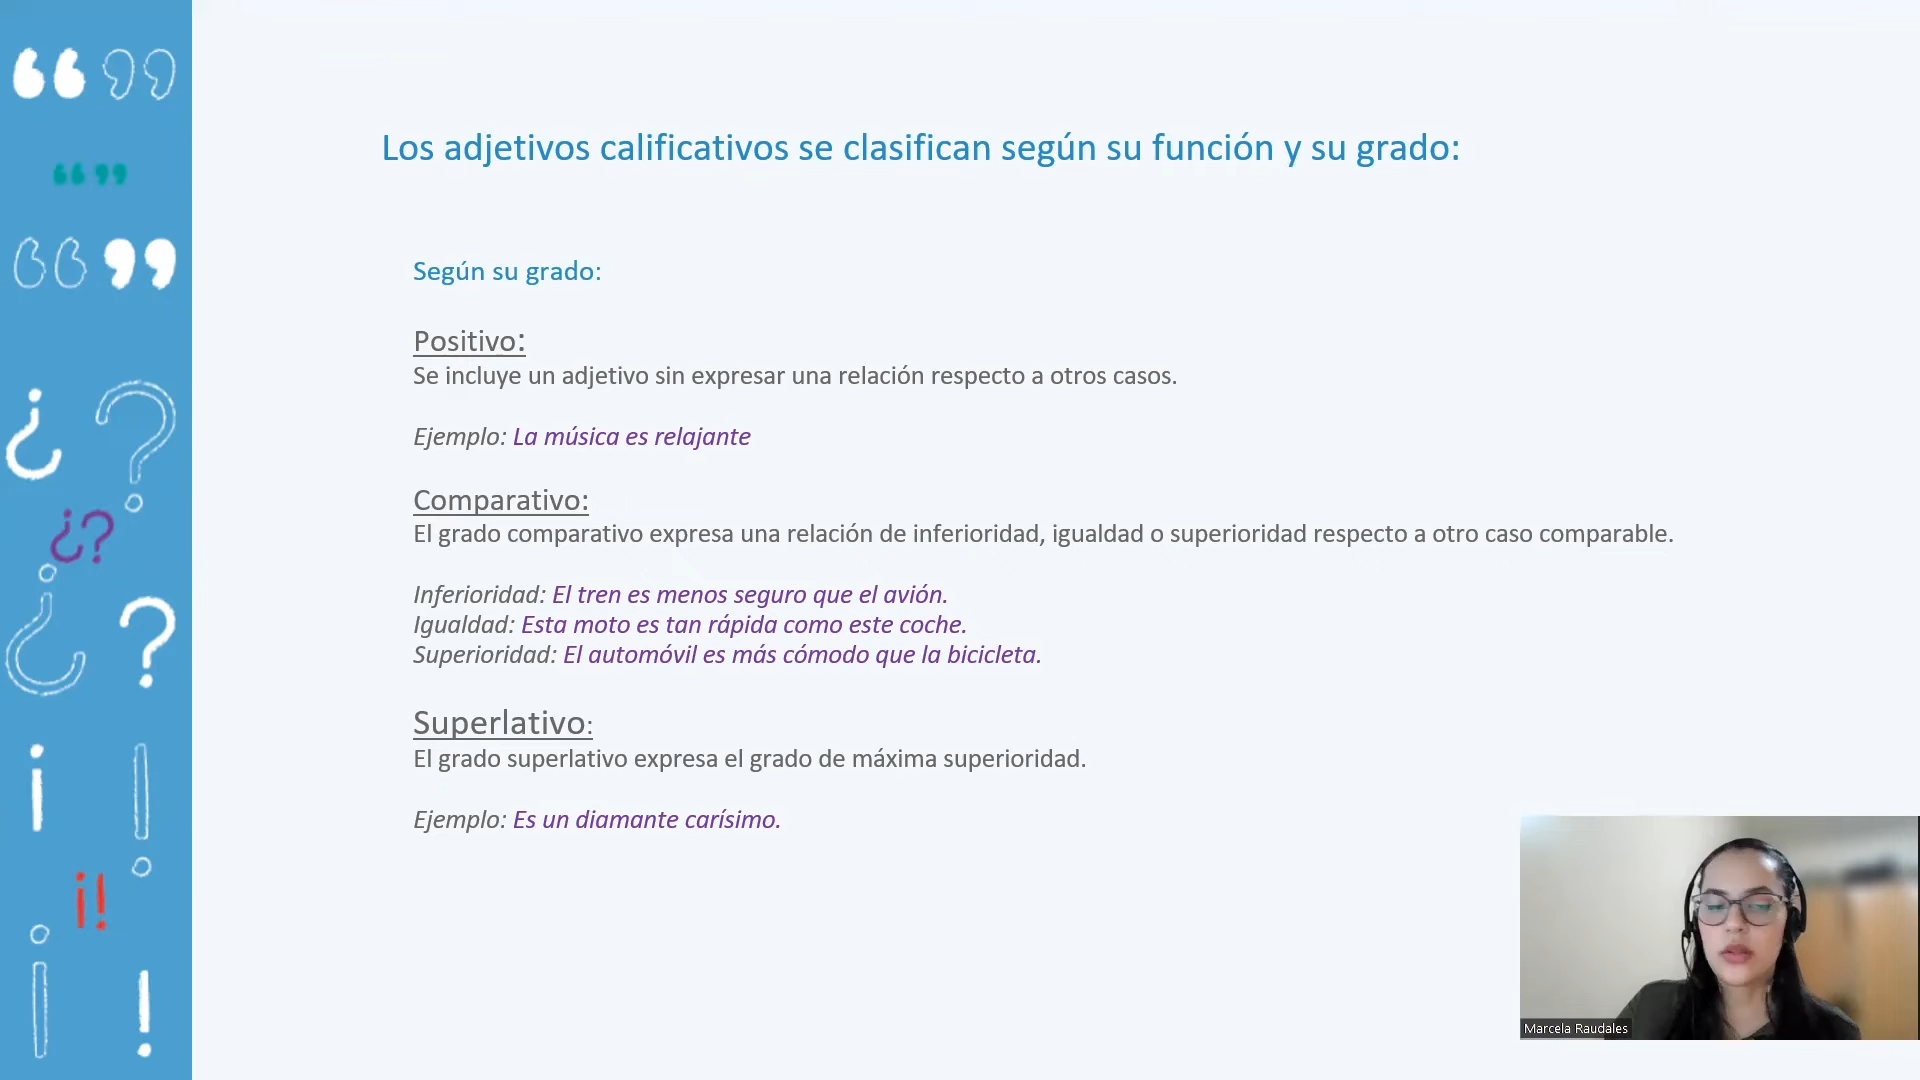 Los adjetivos calificativos se clasifican según su función y su grado:
Según su grado:
Positivo:
Se incluye un adjetivo sin expresar una relación respecto a otros casos.
Ejemplo: La música es relajante
Comparativo:
El grado comparativo expresa una relación de inferioridad, igualdad o superioridad respecto a otro caso comparable.
Inferioridad: El tren es menos seguro que el avión.
Igualdad: Esta moto es tan rápida como este coche.
Superioridad: El automóvil es más cómodo que la bicicleta.
Superlativo:
El grado superlativo expresa el grado de máxima superioridad.
Ejemplo: Es un diamante carísimo.
Marcela Raudales